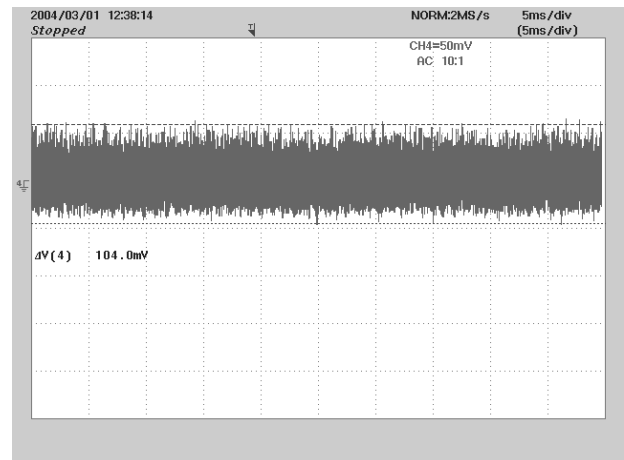 2004/03/01 12:38:14 NORM:2MS/s 5ms/div
Stopped (5ms/div)
CH4=50mV
AC 10:1
4
ΔV(4) 104.0mV